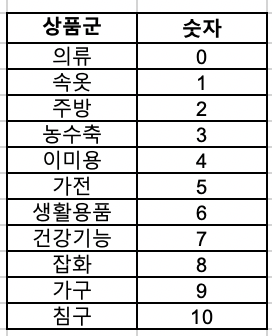 상품군 숫자
의류 0
속옷 1
주방 2
농수축 3
이미용 4
가전 5
생활용품 6
건강기능 7
잡화 8
가구 9
침구 10